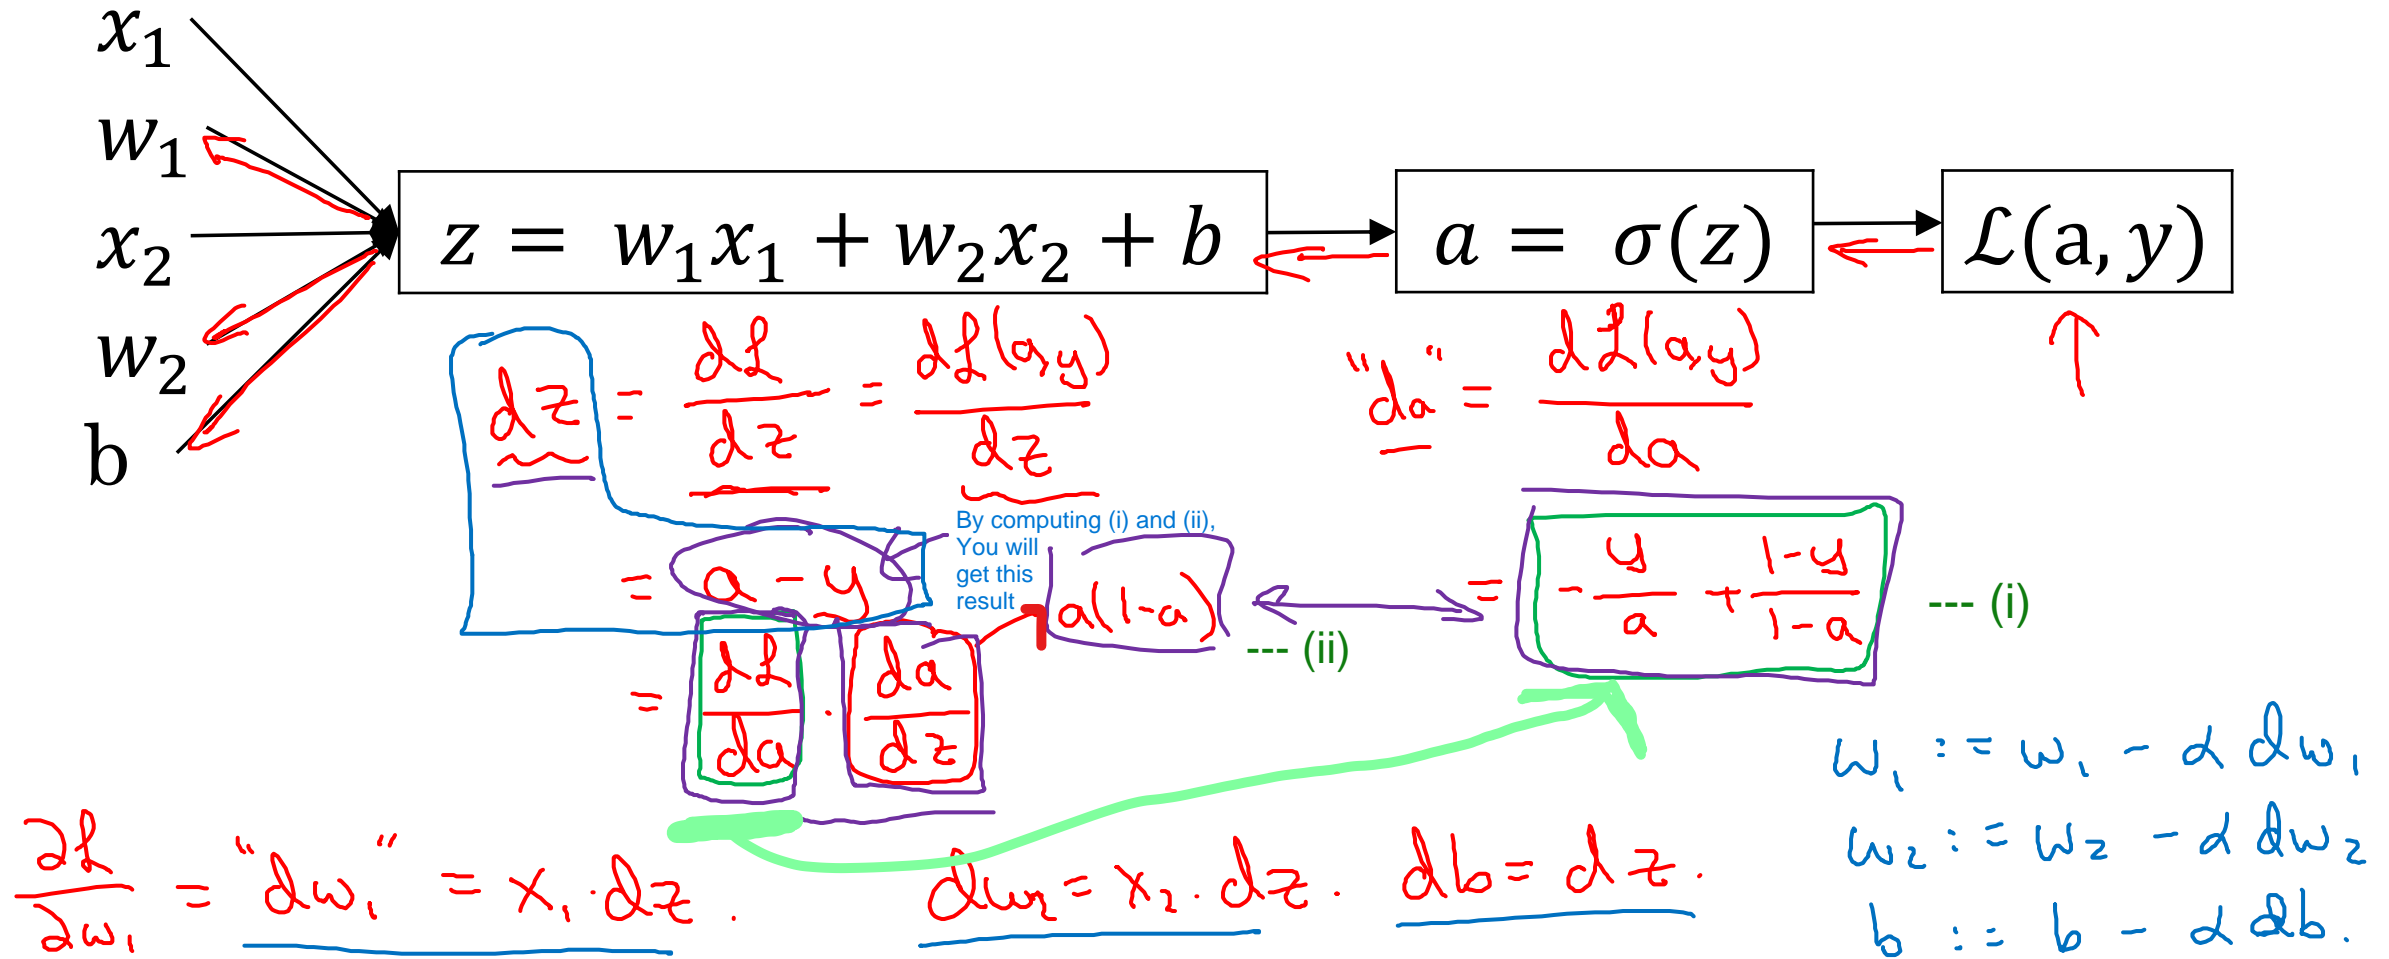 x₁
w₁
x₂
w₂
b
z = w₁x₁ + w₂x₂ + b
a = σ(z)
ℒ(a, y)
dz = dℒ/dz = dℒ(a,y)/dz
"da" = dℒ(a,y)/da
= a - y
By computing (i) and (ii),
You will
get this
result
a(1-a)
--- (ii)
= - y/a + (1-y)/(1-a)
--- (i)
= dℒ/da · da/dz
∂ℒ/∂w₁ = "dw₁" = x₁·dz.
dw₂ = x₂·dz.
db = dz.
w₁ := w₁ - α dw₁
w₂ := w₂ - α dw₂
b := b - α db.